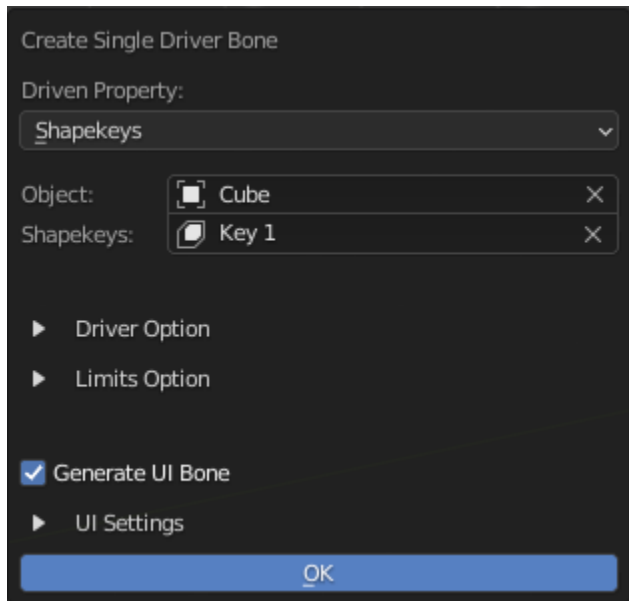 Create Single Driver Bone
Driven Property:
Shapekeys
Object: Cube
Shapekeys: Key 1
Driver Option
Limits Option
Generate UI Bone
UI Settings
OK